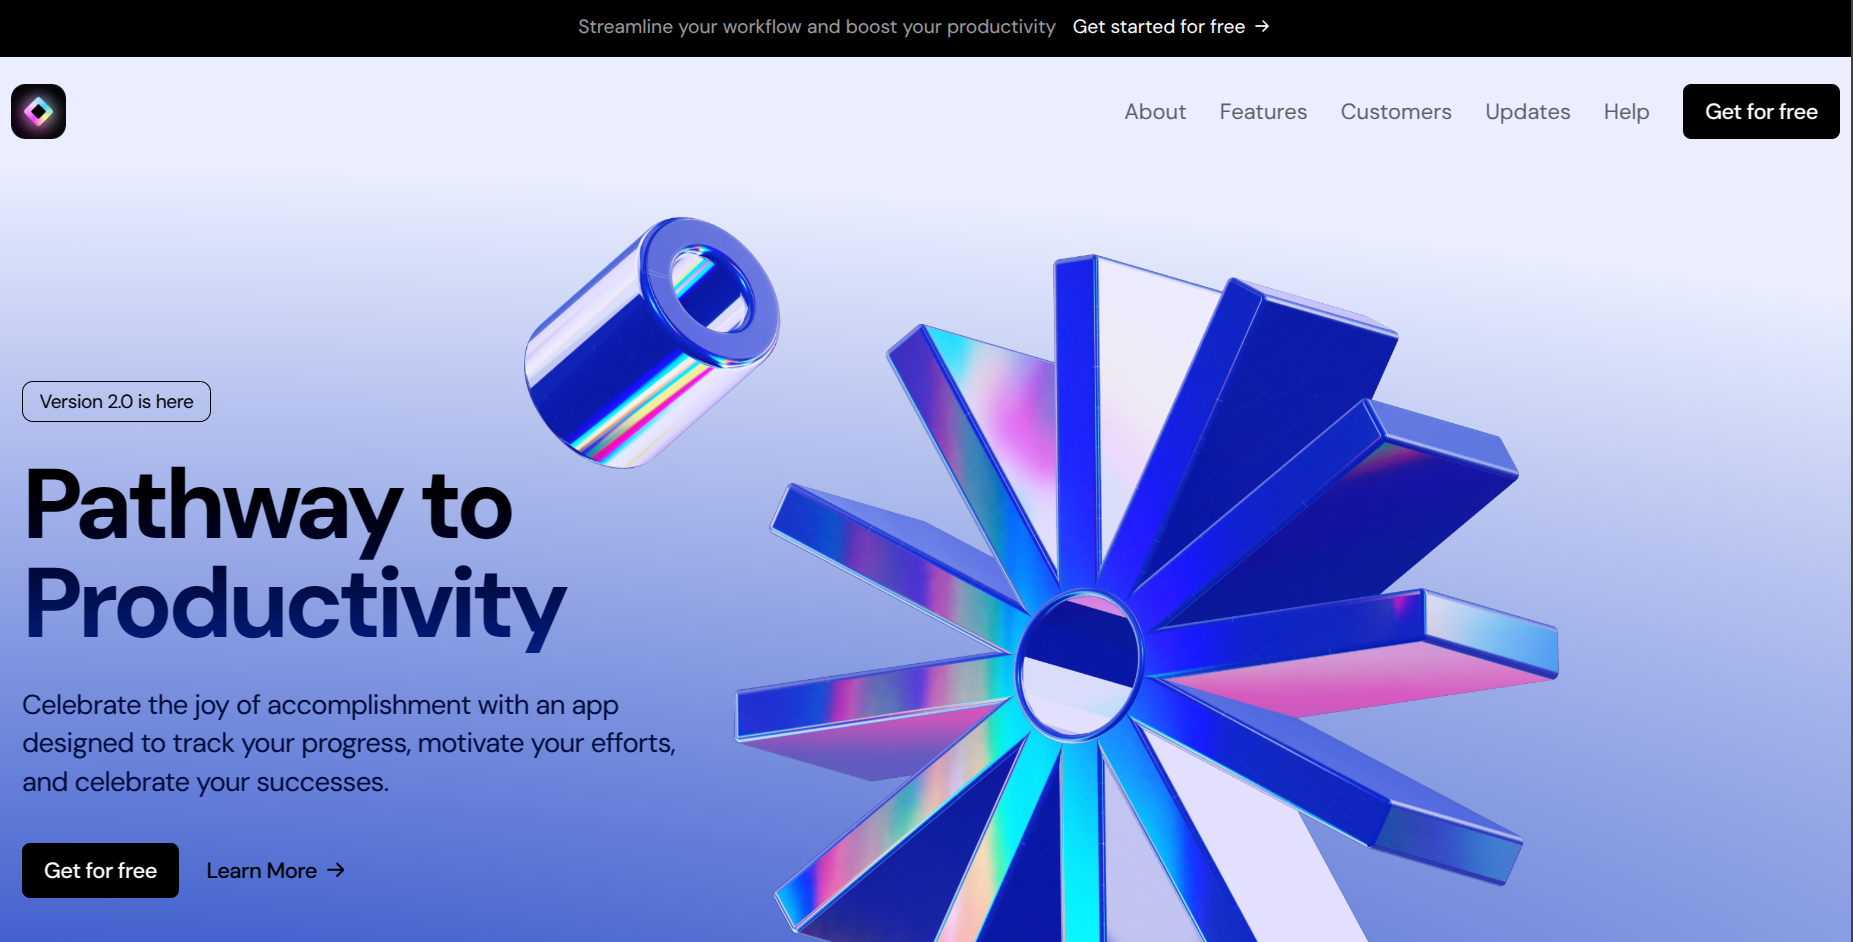 Streamline your workflow and boost your productivity Get started for free →
About Features Customers Updates Help Get for free
Version 2.0 is here
Pathway to
Productivity
Celebrate the joy of accomplishment with an app
designed to track your progress, motivate your efforts,
and celebrate your successes.
Get for free Learn More →